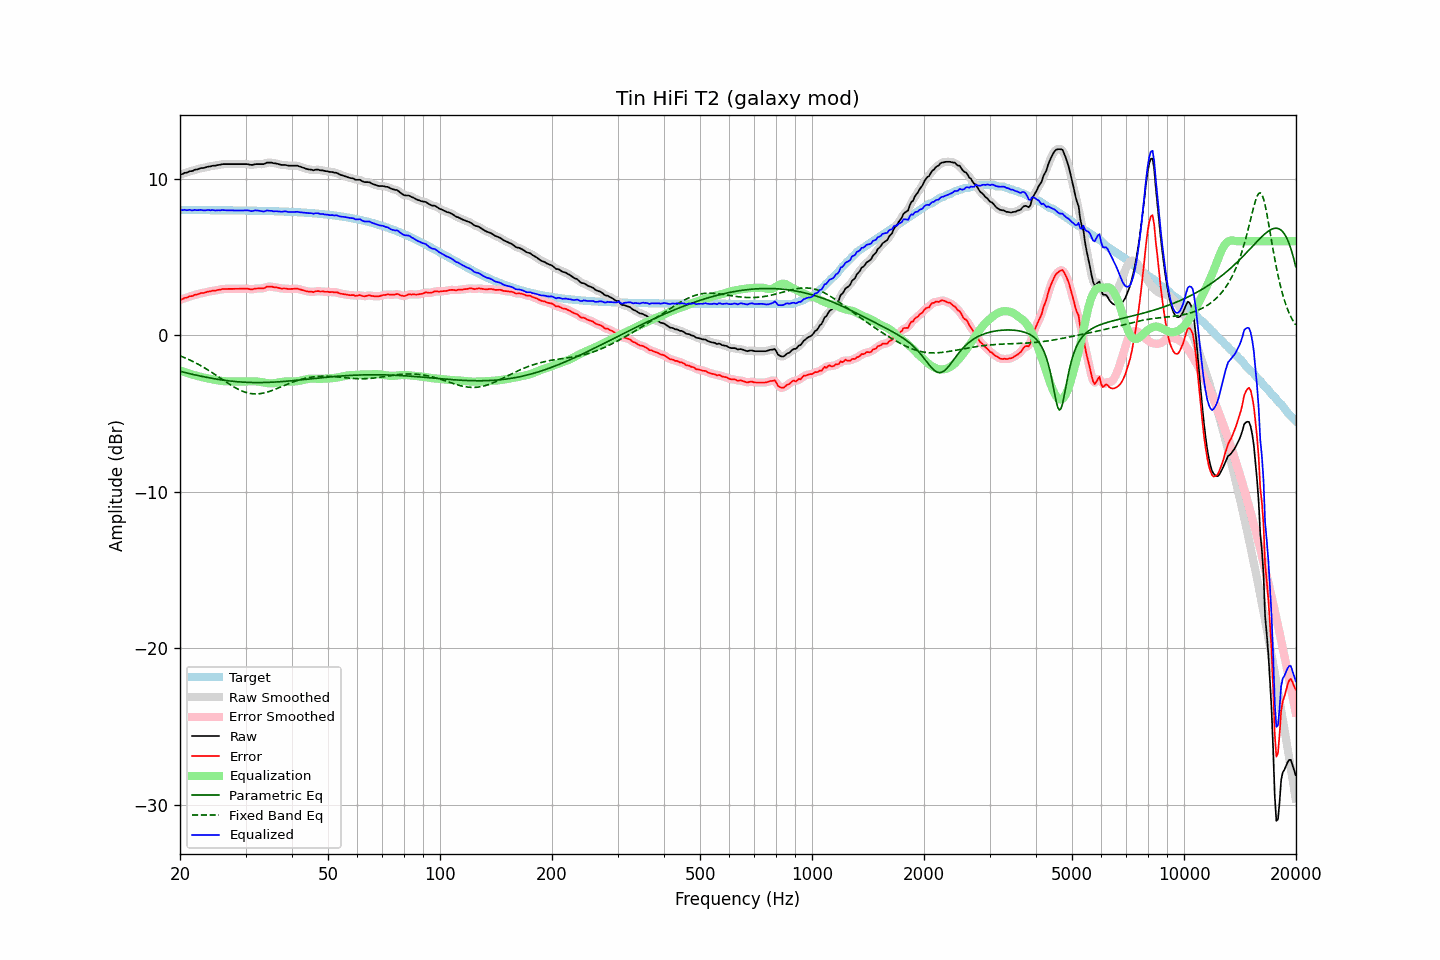 Tin HiFi T2 (galaxy mod)
10
0
−10
−20
−30
Amplitude (dBr)
Target
Raw Smoothed
Error Smoothed
Raw
Error
Equalization
Parametric Eq
Fixed Band Eq
Equalized
20 50 100 200 500 1000 2000 5000 10000 20000
Frequency (Hz)